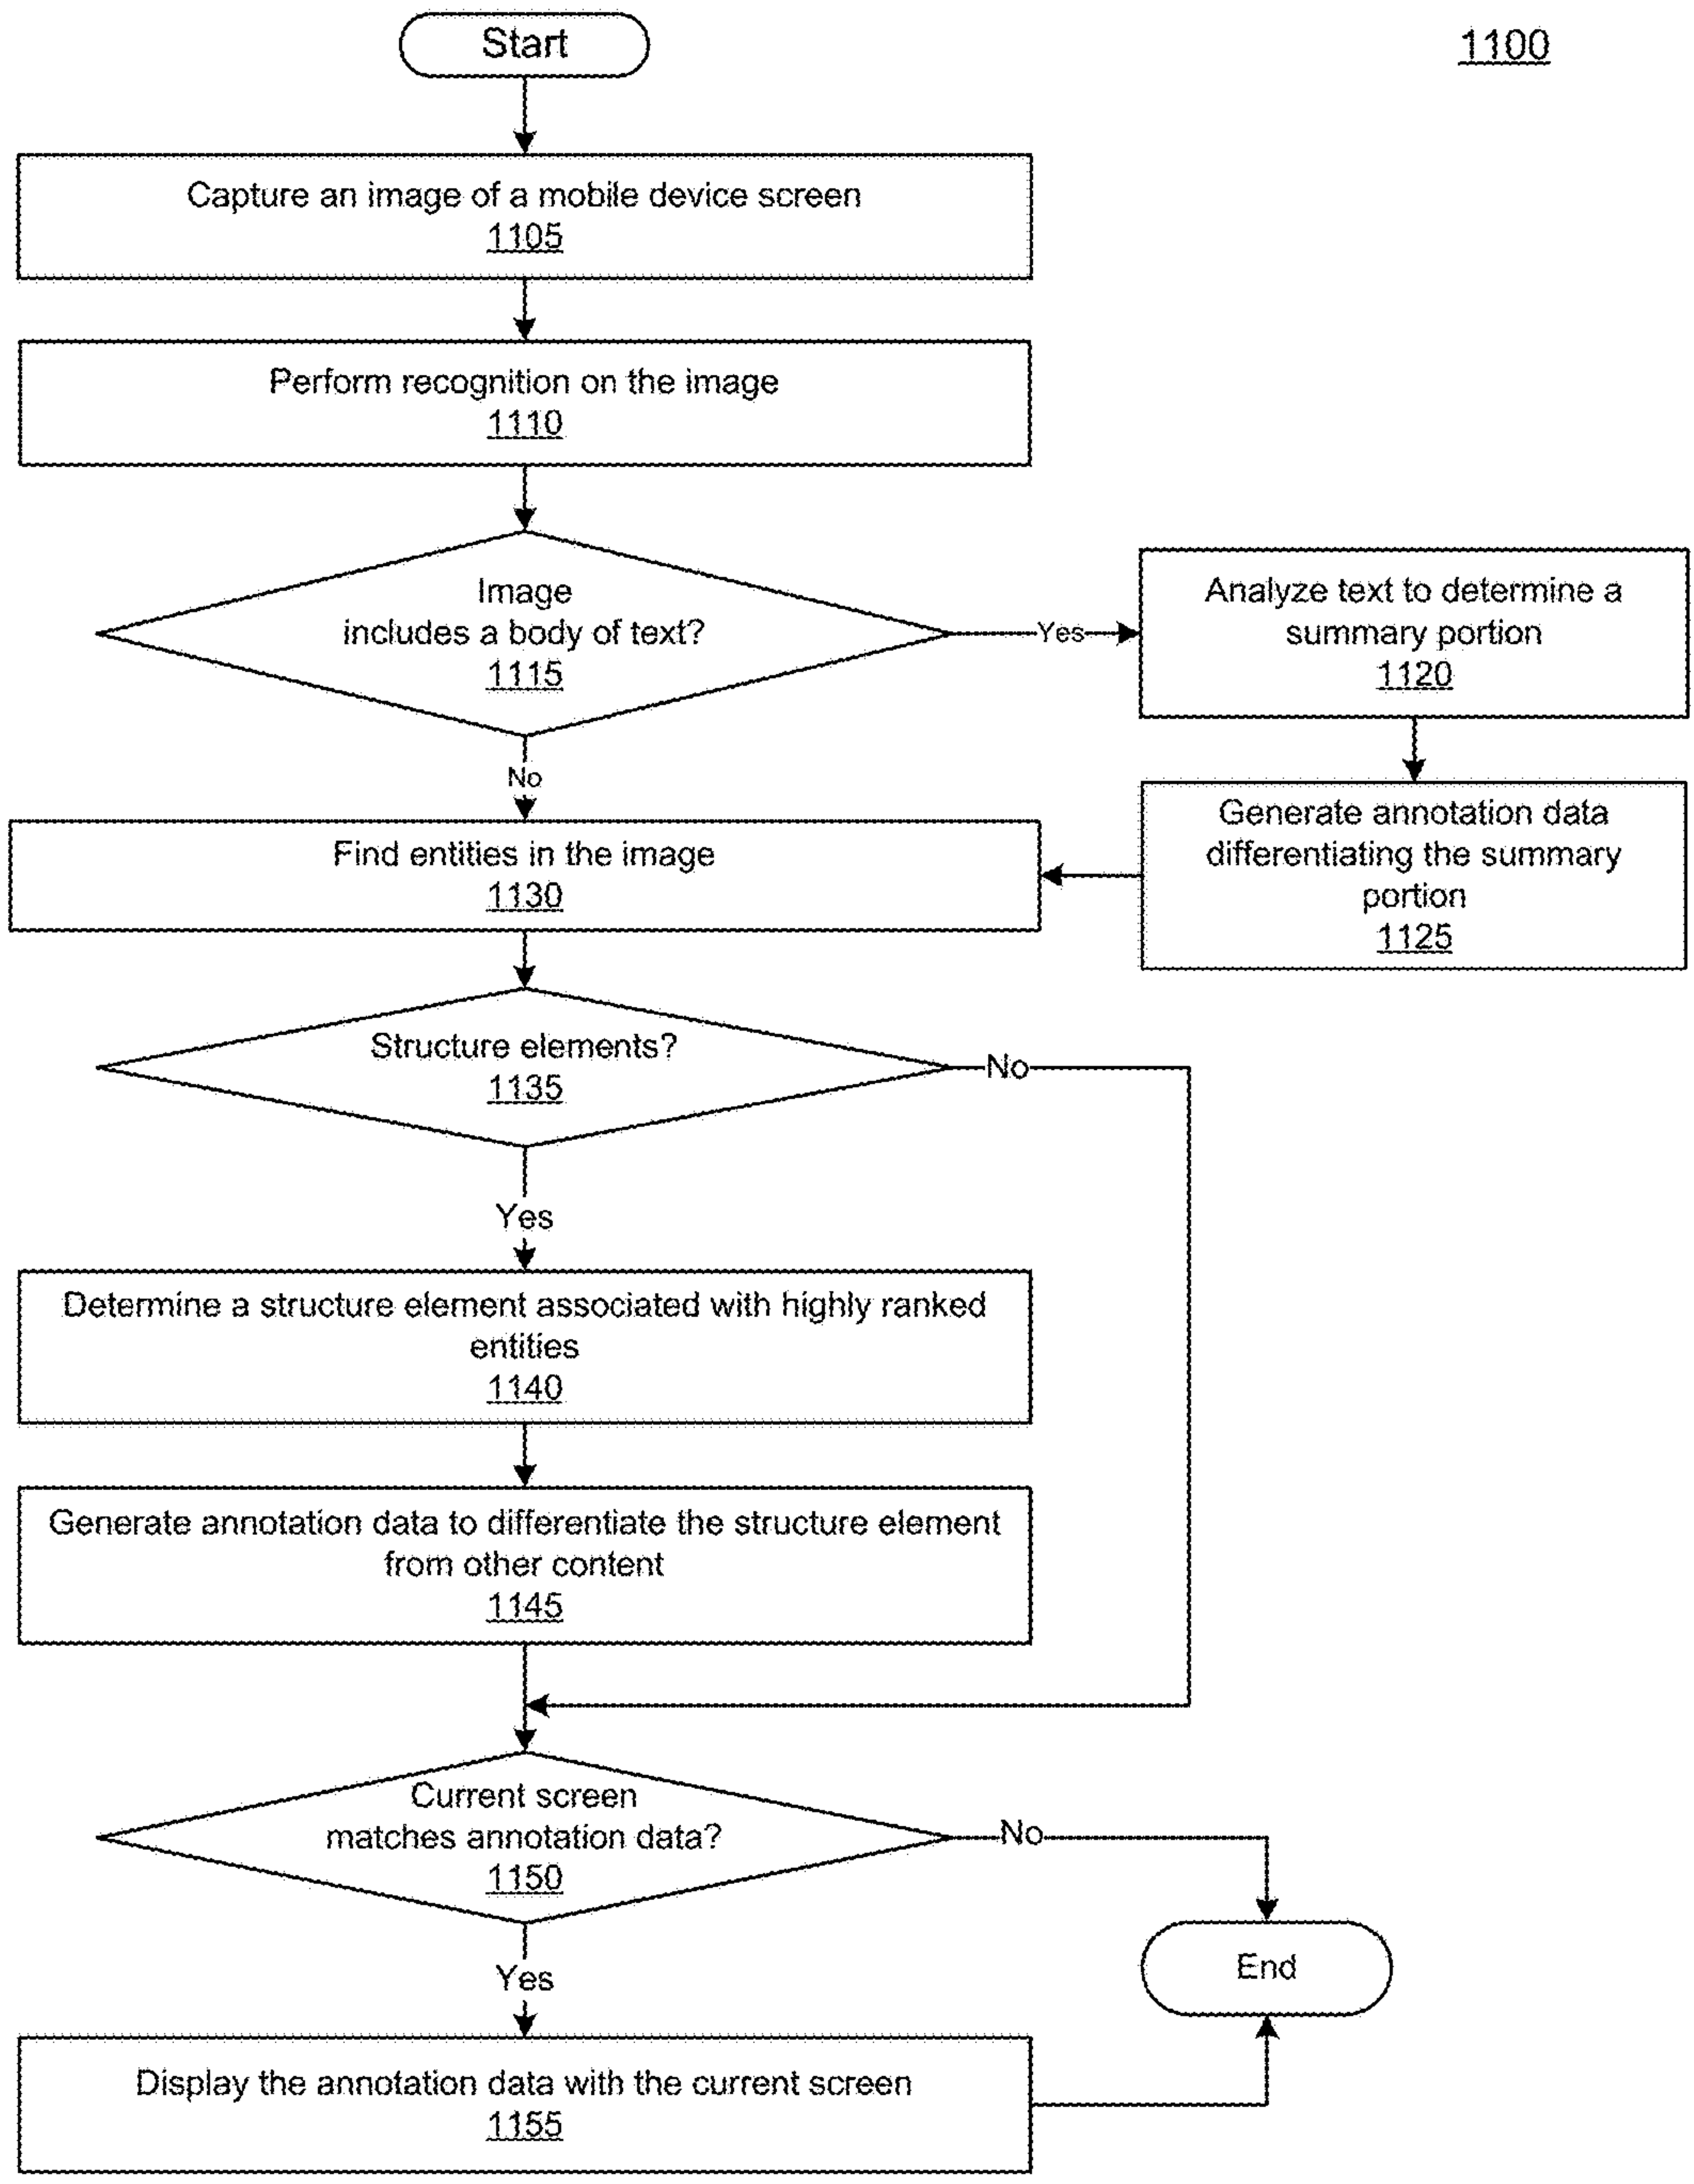 Start
1100
Capture an image of a mobile device screen
1105
Perform recognition on the image
1110
Image
includes a body of text?
1115
Yes
Analyze text to determine a
summary portion
1120
No
Generate annotation data
differentiating the summary
portion
1125
Find entities in the image
1130
Structure elements?
1135
No
Yes
Determine a structure element associated with highly ranked
entities
1140
Generate annotation data to differentiate the structure element
from other content
1145
Current screen
matches annotation data?
1150
No
End
Yes
Display the annotation data with the current screen
1155